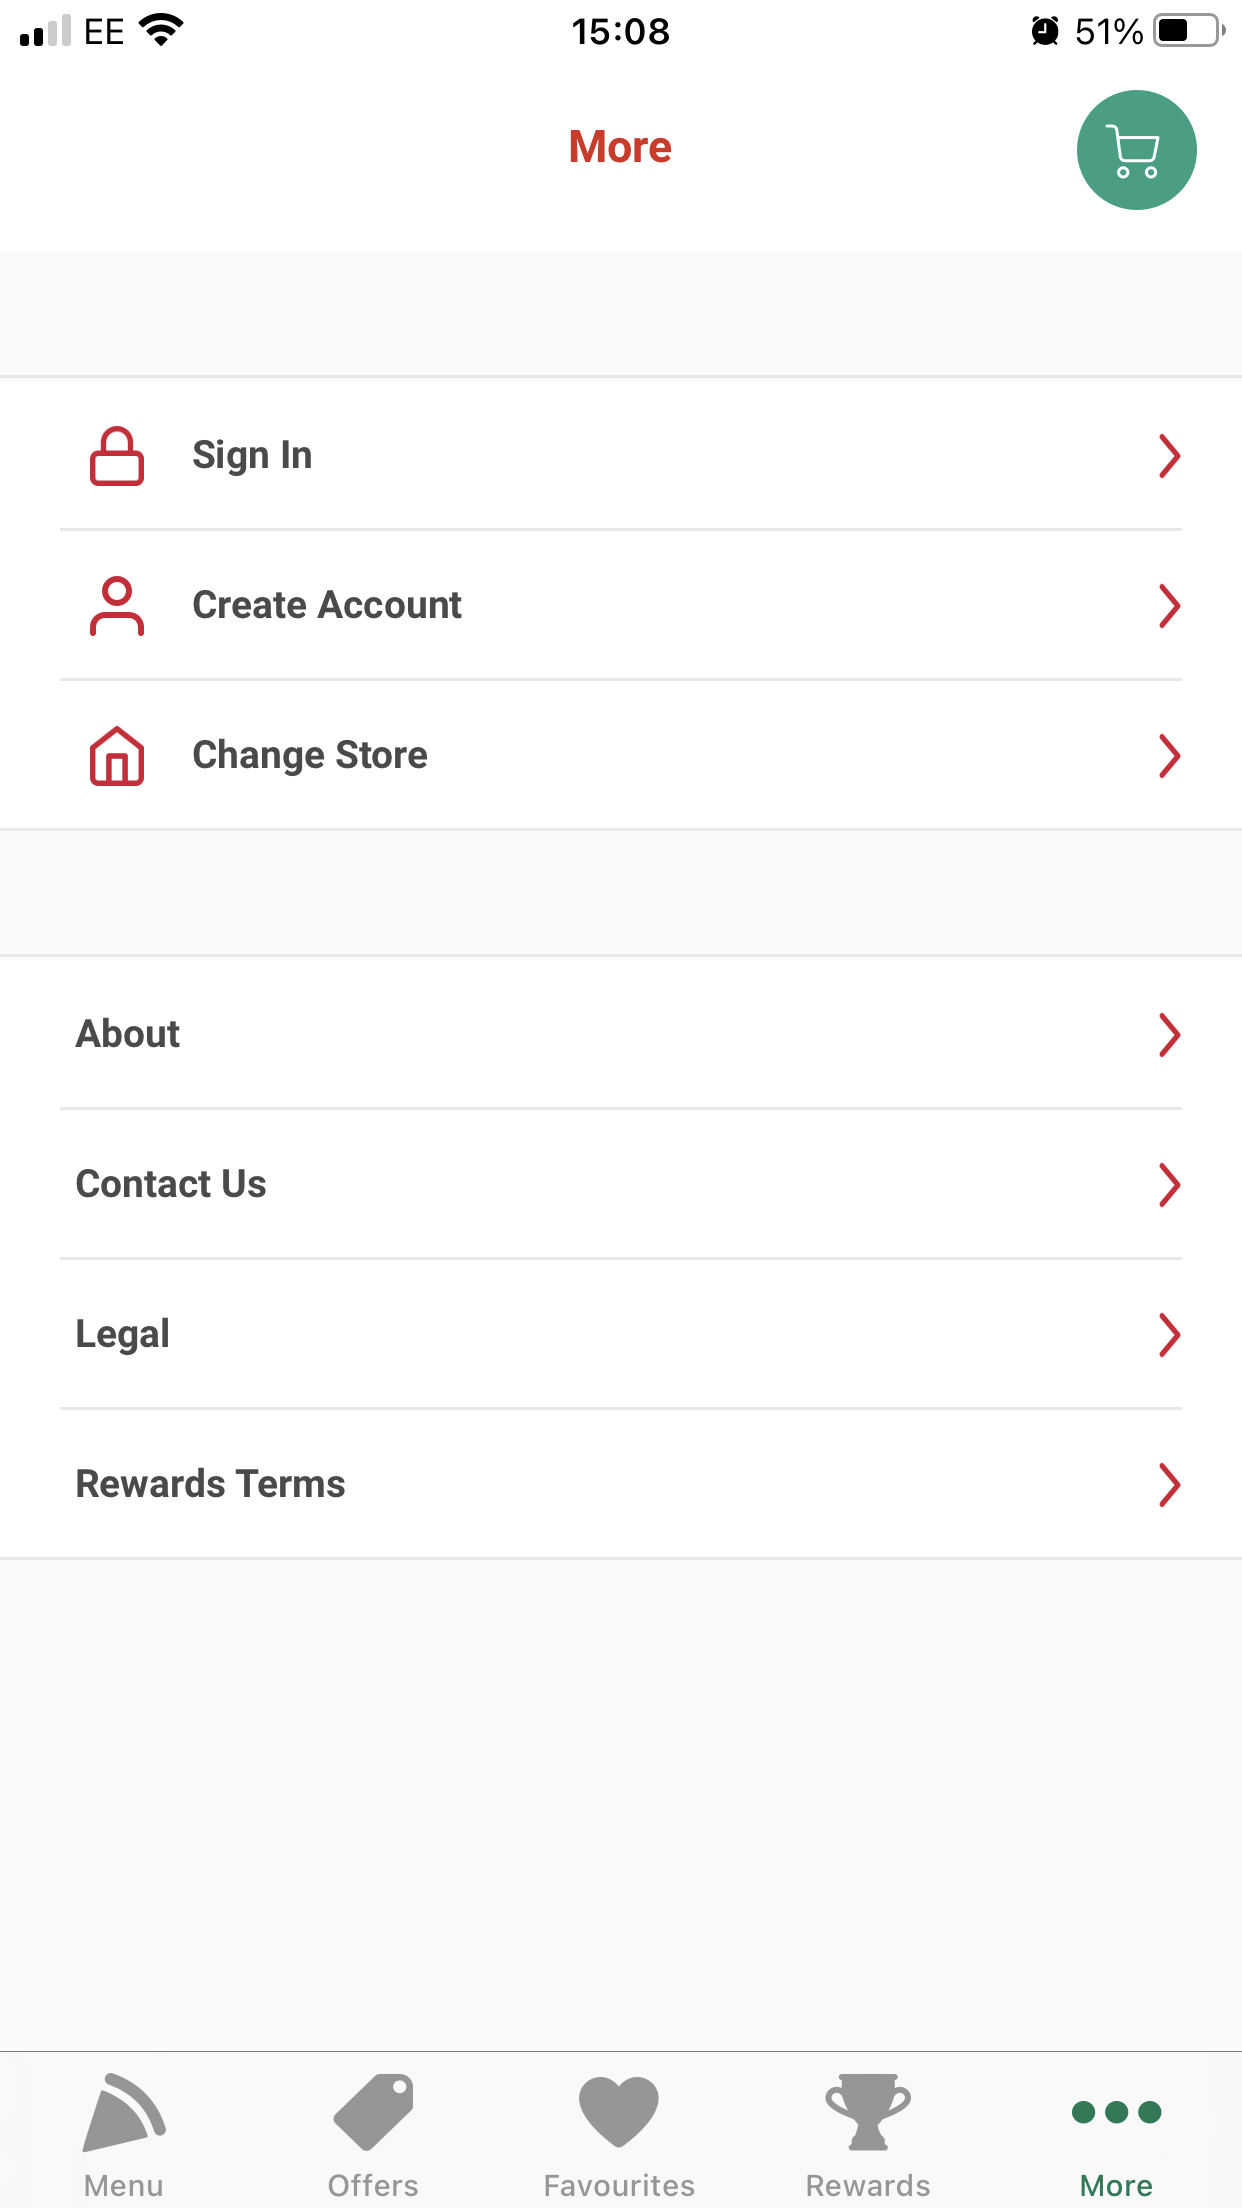 EE 15:08 51%
More
Sign In
Create Account
Change Store
About
Contact Us
Legal
Rewards Terms
Menu Offers Favourites Rewards More